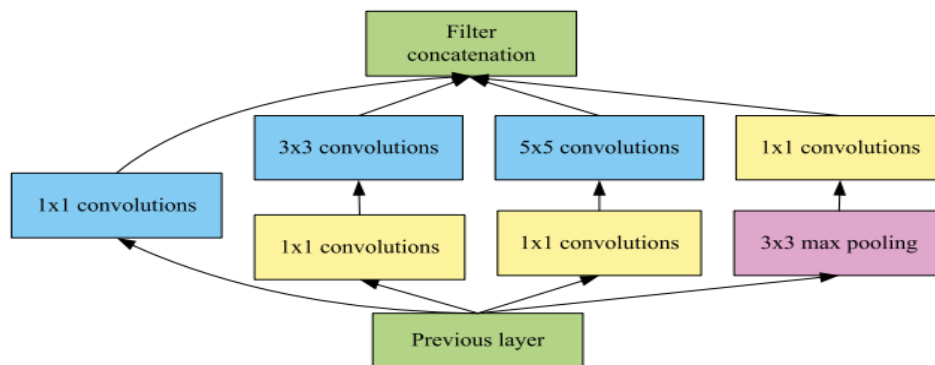 Filter
concatenation
3x3 convolutions
5x5 convolutions
1x1 convolutions
1x1 convolutions
1x1 convolutions
1x1 convolutions
3x3 max pooling
Previous layer